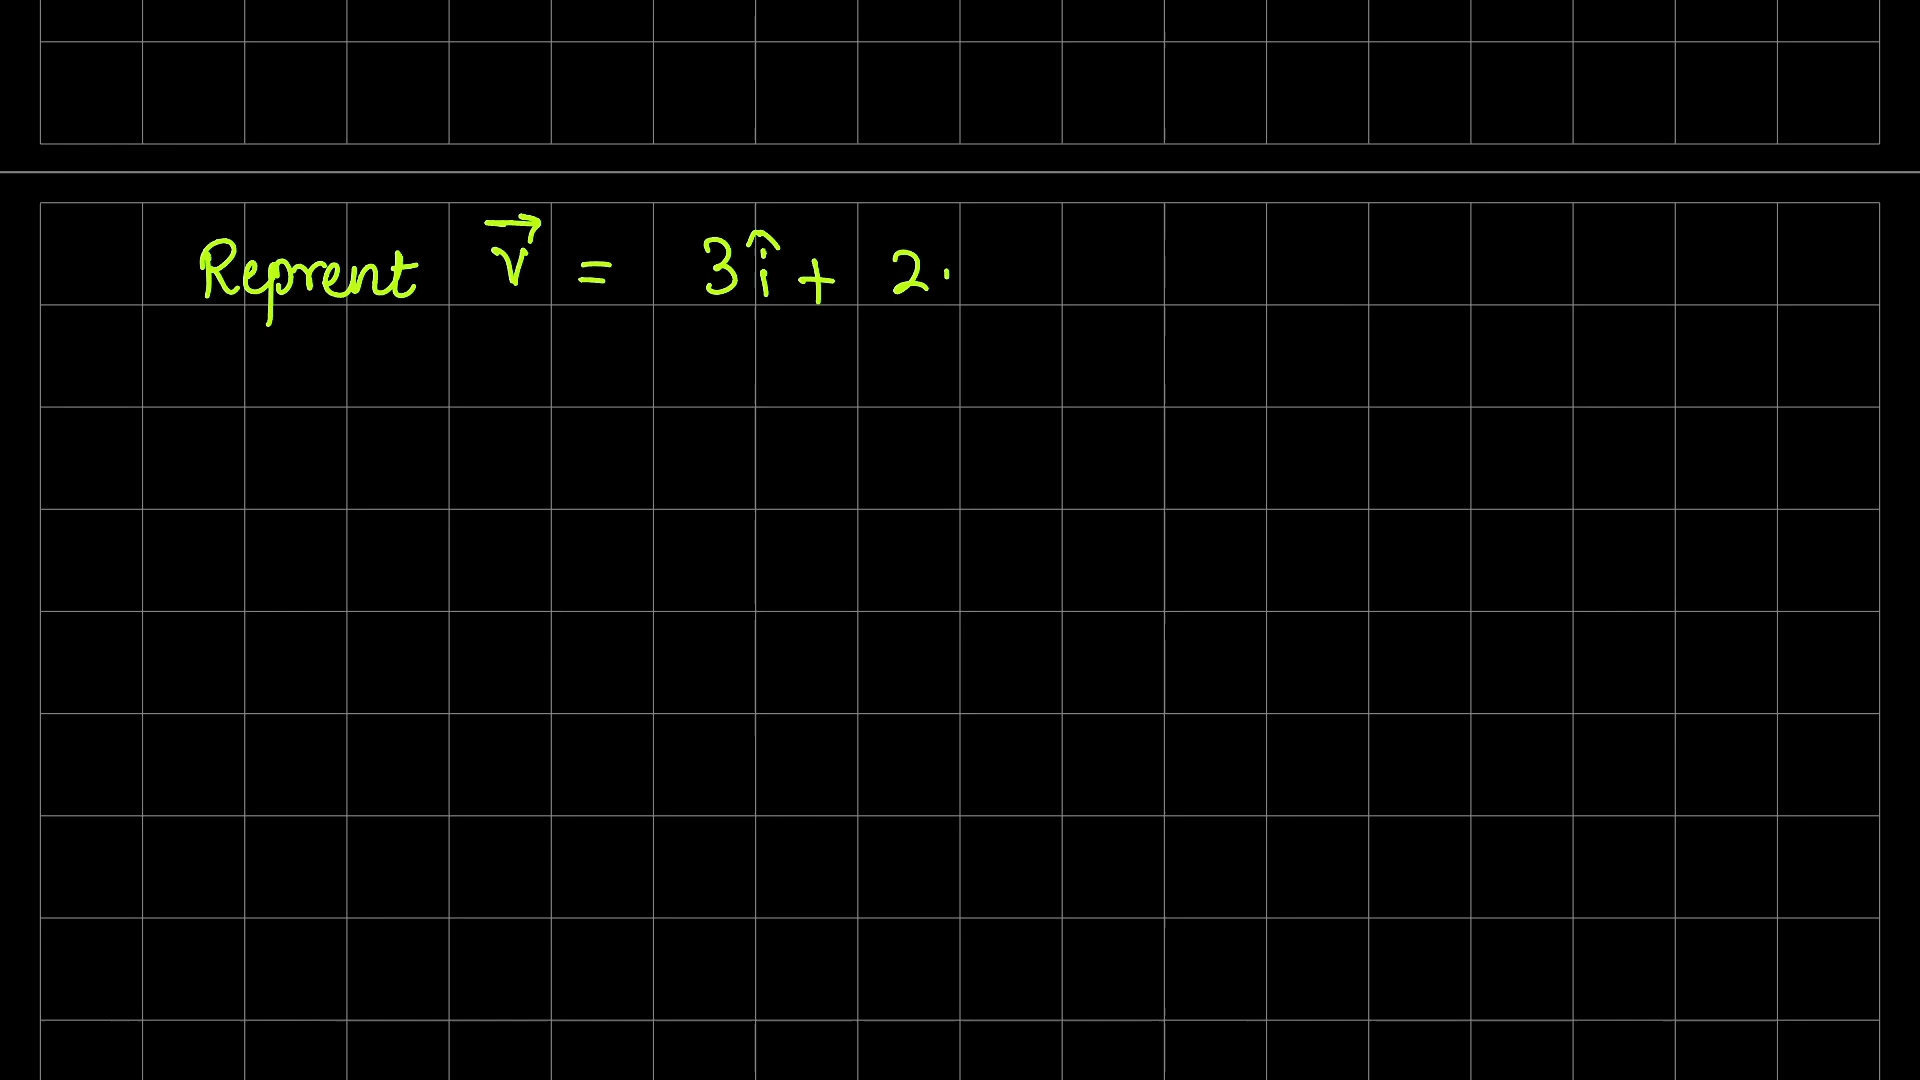 Reprent v⃗ = 3î + 2·